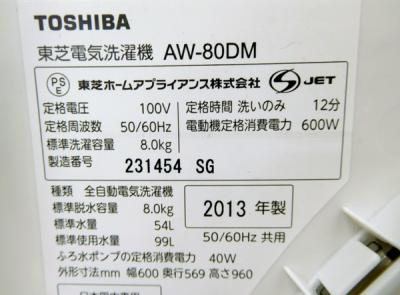 TOSHIBA
東芝電気洗濯機 AW-80DM
PS E 東芝ホームアプライアンス株式会社 S JET
定格電圧 100V 定格時間 洗いのみ 12分
定格周波数 50/60Hz 電動機定格消費電力 600W
標準洗濯容量 8.0kg
製造番号 231454 SG
種類 全自動電気洗濯機
標準脱水容量 8.0kg 2013 年製
標準水量 54L
標準使用水量 99L 50/60Hz 共用
ふろ水ポンプの定格消費電力 40W
外形寸法mm 幅600 奥行569 高さ960